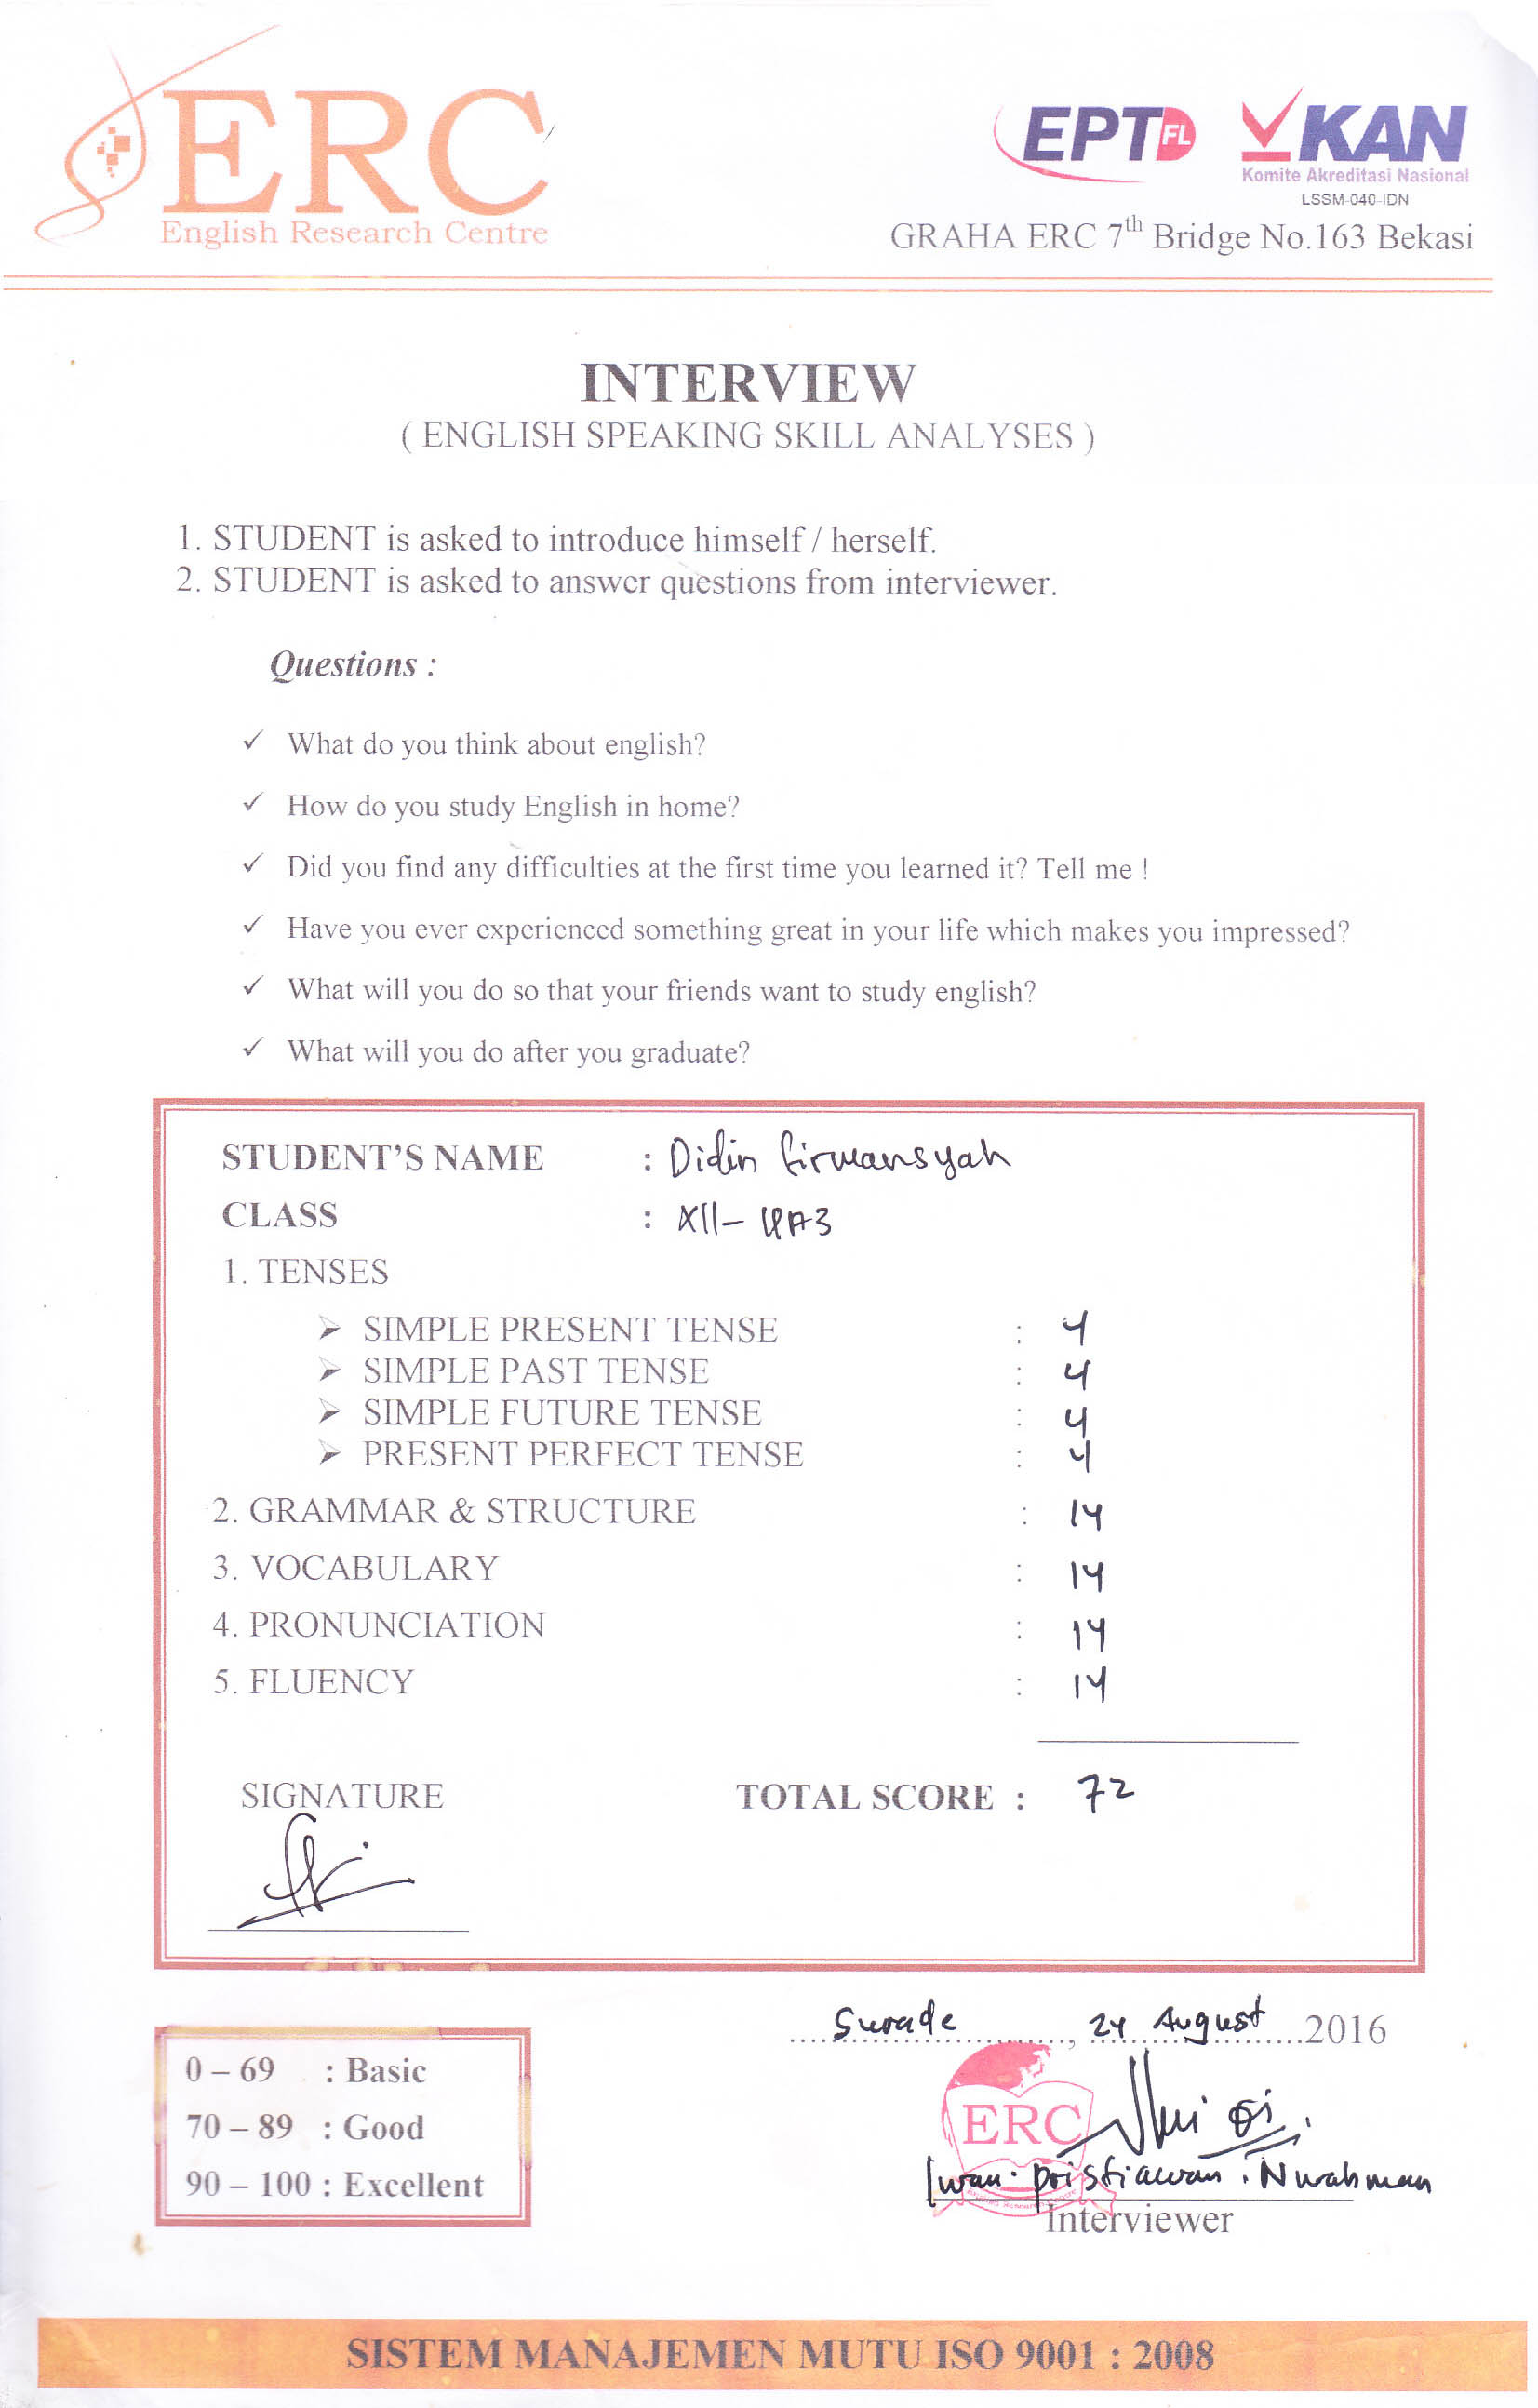 ERC
English Research Centre
EPT FL
KAN
Komite Akreditasi Nasional
LSSM-040-IDN
GRAHA ERC 7th Bridge No.163 Bekasi
INTERVIEW
( ENGLISH SPEAKING SKILL ANALYSES )
1. STUDENT is asked to introduce himself / herself.
2. STUDENT is asked to answer questions from interviewer.
Questions :
✓ What do you think about english?
✓ How do you study English in home?
✓ Did you find any difficulties at the first time you learned it? Tell me !
✓ Have you ever experienced something great in your life which makes you impressed?
✓ What will you do so that your friends want to study english?
✓ What will you do after you graduate?
STUDENT'S NAME : Didin firmansyah
CLASS : XII- IPA3
1. TENSES
➢ SIMPLE PRESENT TENSE : 4
➢ SIMPLE PAST TENSE : 4
➢ SIMPLE FUTURE TENSE : 4
➢ PRESENT PERFECT TENSE : 4
2. GRAMMAR & STRUCTURE : 14
3. VOCABULARY : 14
4. PRONUNCIATION : 14
5. FLUENCY : 14
SIGNATURE TOTAL SCORE : 72
Surade, 24 August 2016
0 – 69 : Basic
70 – 89 : Good
90 – 100 : Excellent
ERC
Iwan pristiawan . Nurahman
Interviewer
SISTEM MANAJEMEN MUTU ISO 9001 : 2008